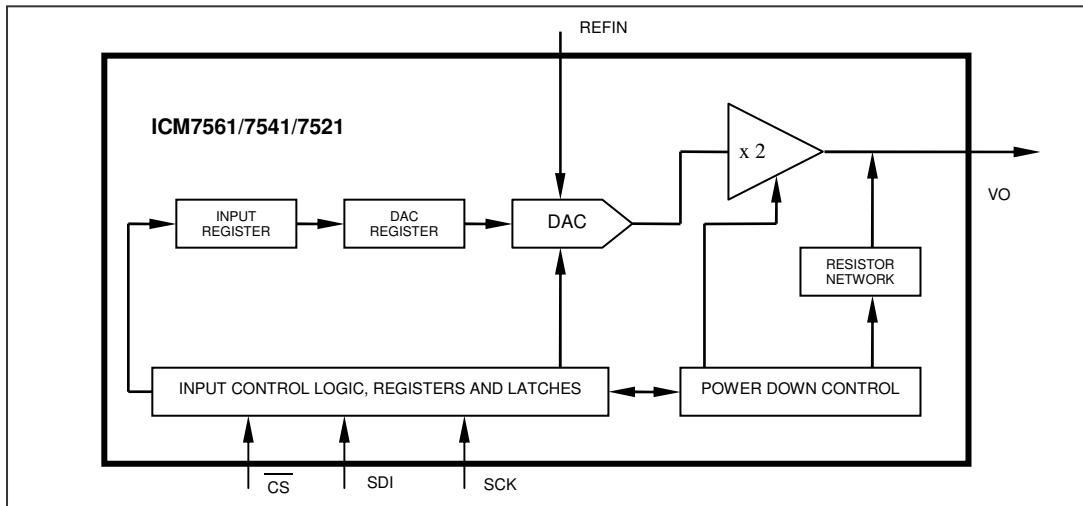 REFIN
ICM7561/7541/7521
x 2
VO
INPUT
REGISTER
DAC
REGISTER
DAC
RESISTOR
NETWORK
INPUT CONTROL LOGIC, REGISTERS AND LATCHES
POWER DOWN CONTROL
CS
SDI
SCK